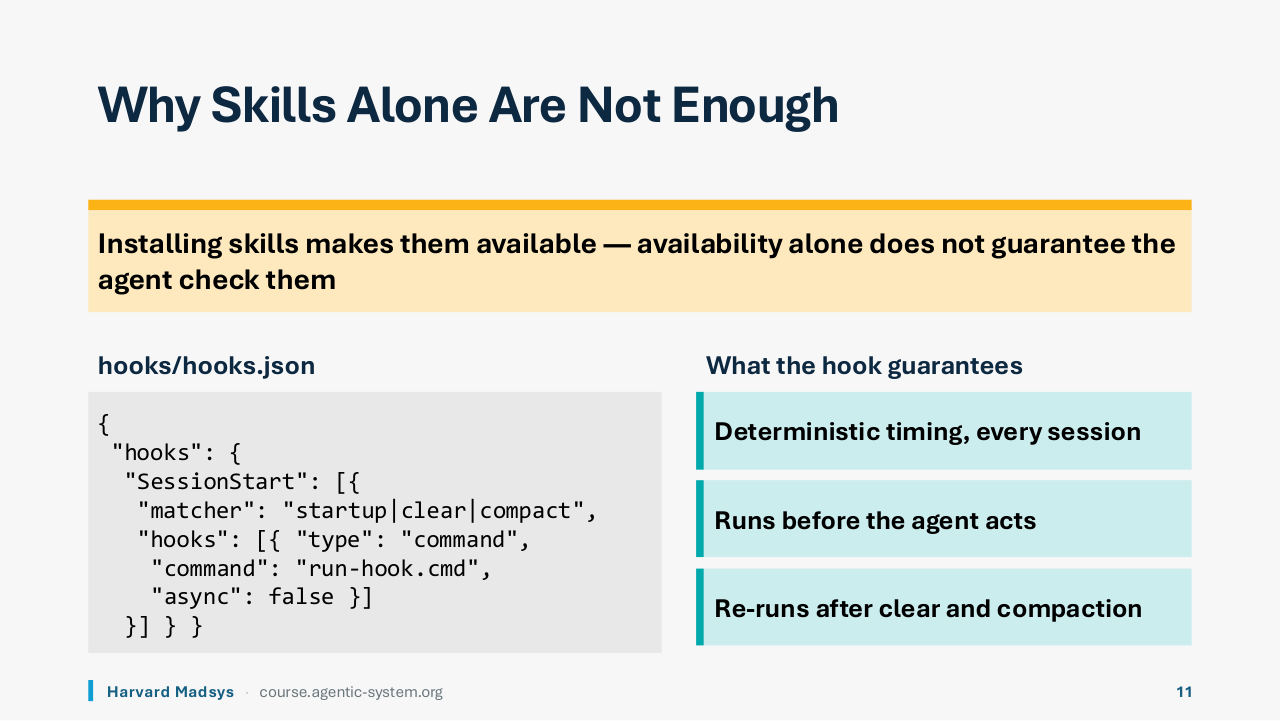 Why Skills Alone Are Not Enough
Installing skills makes them available — availability alone does not guarantee the
agent check them
hooks/hooks.json
{
 "hooks": {
  "SessionStart": [{
   "matcher": "startup|clear|compact",
   "hooks": [{ "type": "command",
    "command": "run-hook.cmd",
    "async": false }]
  }] } }
What the hook guarantees
Deterministic timing, every session
Runs before the agent acts
Re-runs after clear and compaction
Harvard Madsys · course.agentic-system.org
11